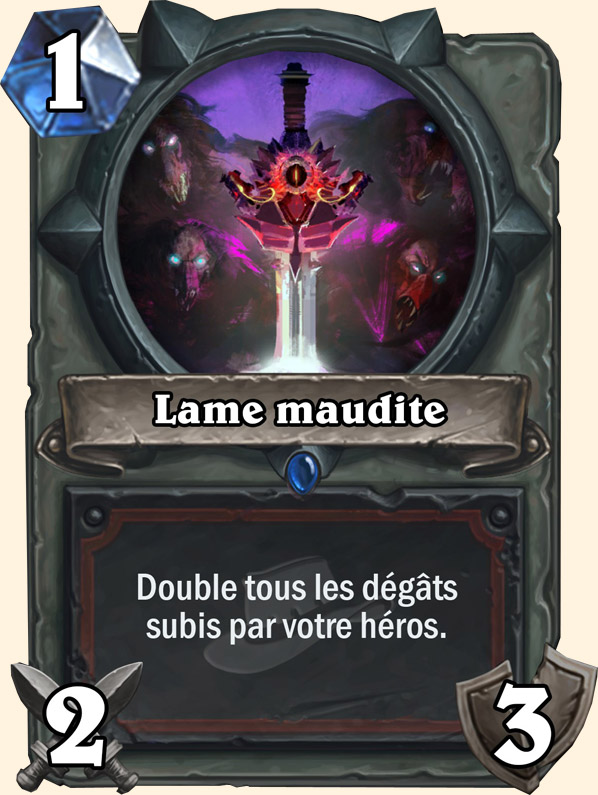 1
Lame maudite
Double tous les dégâts
subis par votre héros.
2
3